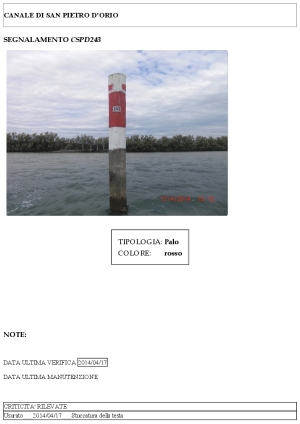 CANALE DI SAN PIETRO D'ORIO
SEGNALAMENTO CSPD243
TIPOLOGIA: Palo
COLORE: rosso
NOTE:
DATA ULTIMA VERIFICA 2014/04/17
DATA ULTIMA MANUTENZIONE
CRITICITA' RILEVATE
Usurato 2014/04/17 Stuccatura della testa